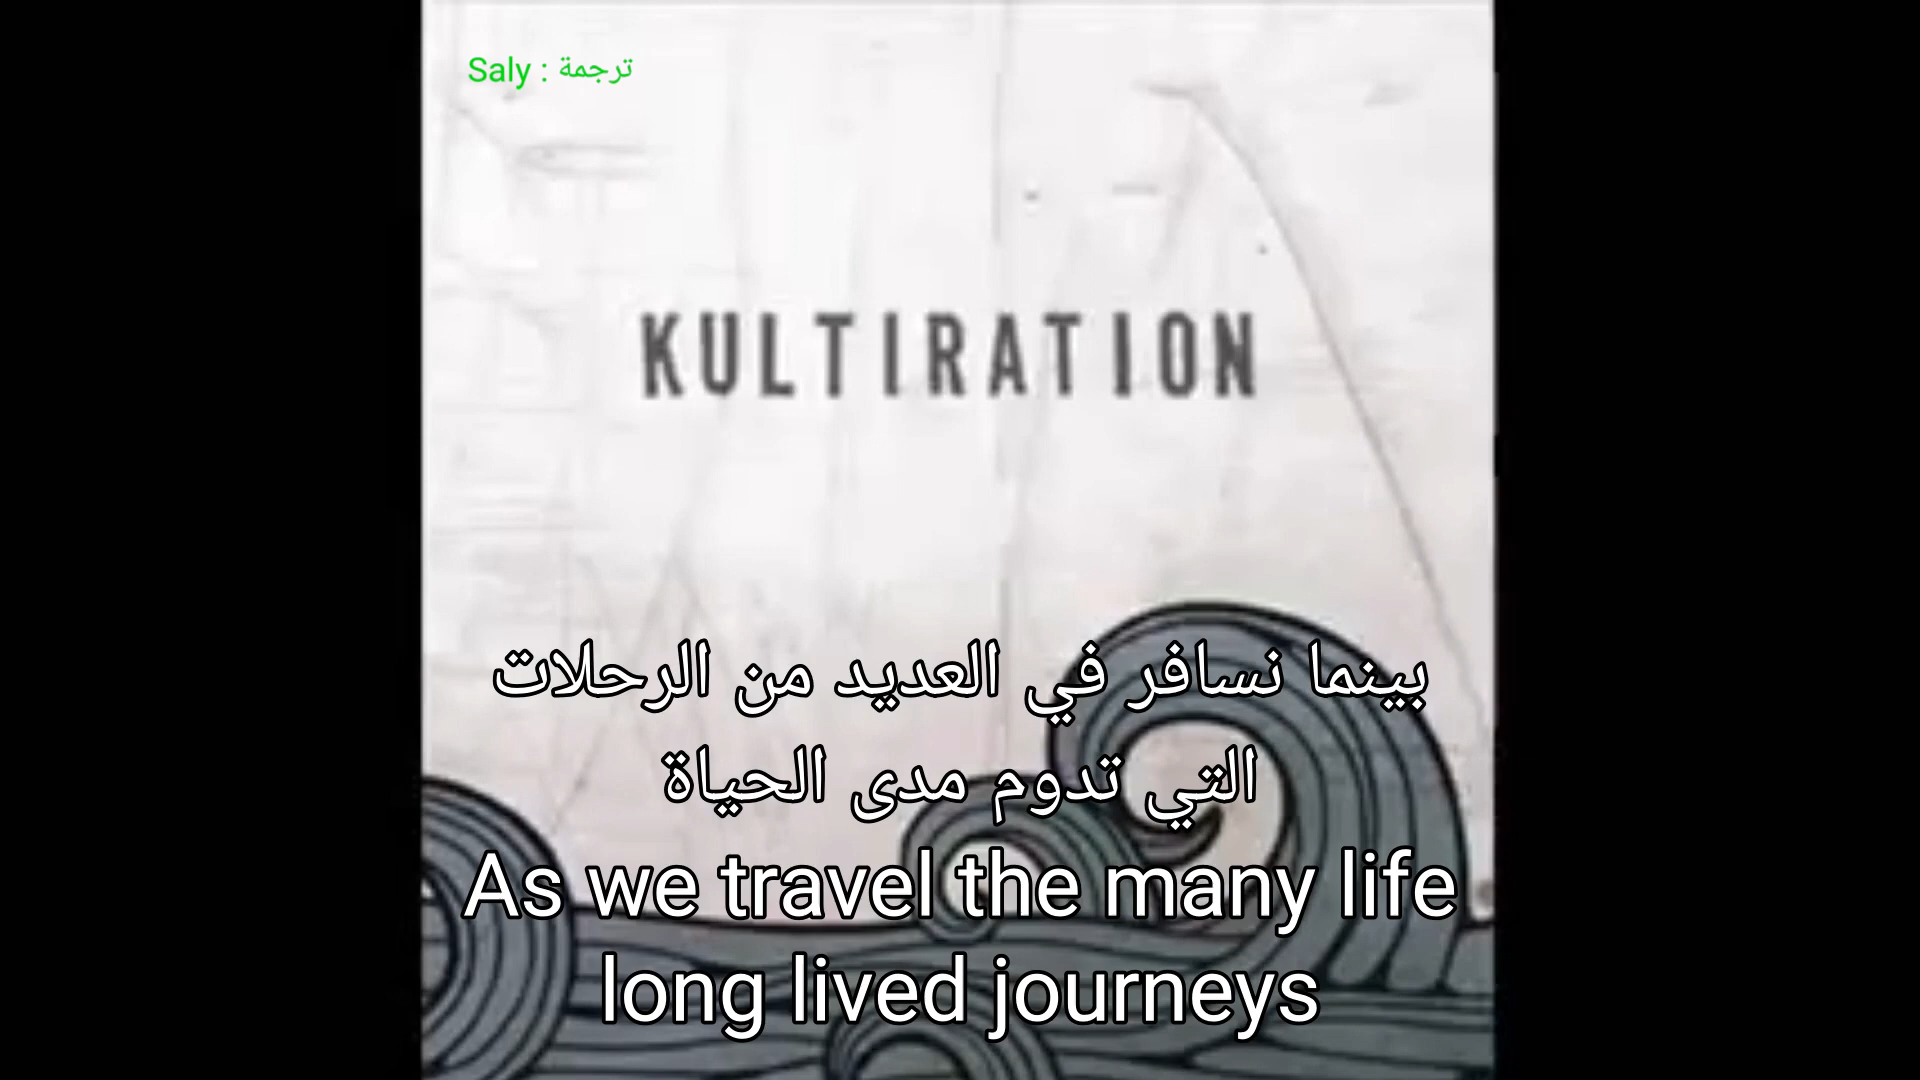 Saly : ترجمة
KULTIRATION
بينما نسافر في العديد من الرحلات
التي تدوم مدى الحياة
As we travel the many life
long lived journeys